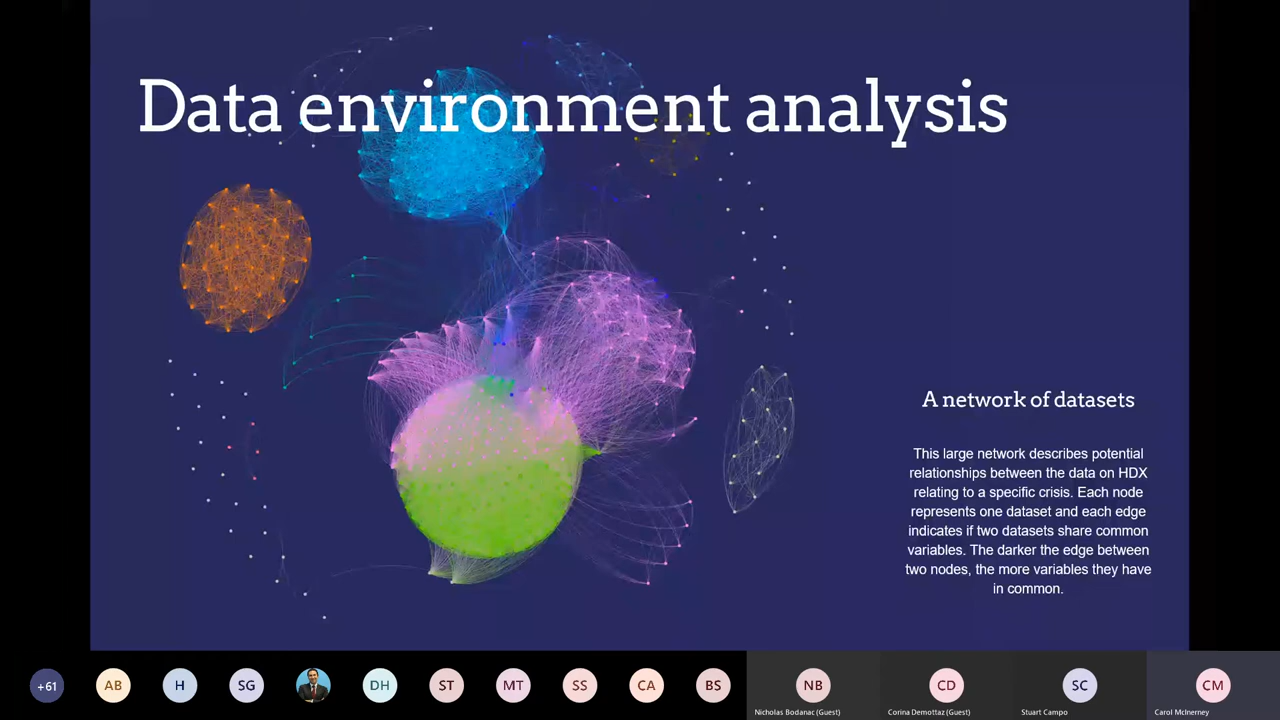 Data environment analysis
A network of datasets
This large network describes potential
relationships between the data on HDX
relating to a specific crisis. Each node
represents one dataset and each edge
indicates if two datasets share common
variables. The darker the edge between
two nodes, the more variables they have
in common.
+61
AB
H
SG
DH
ST
MT
SS
CA
BS
NB
CD
SC
CM
Nicholas Bodanac (Guest)
Corina Demottaz (Guest)
Stuart Campo
Carol McInerney